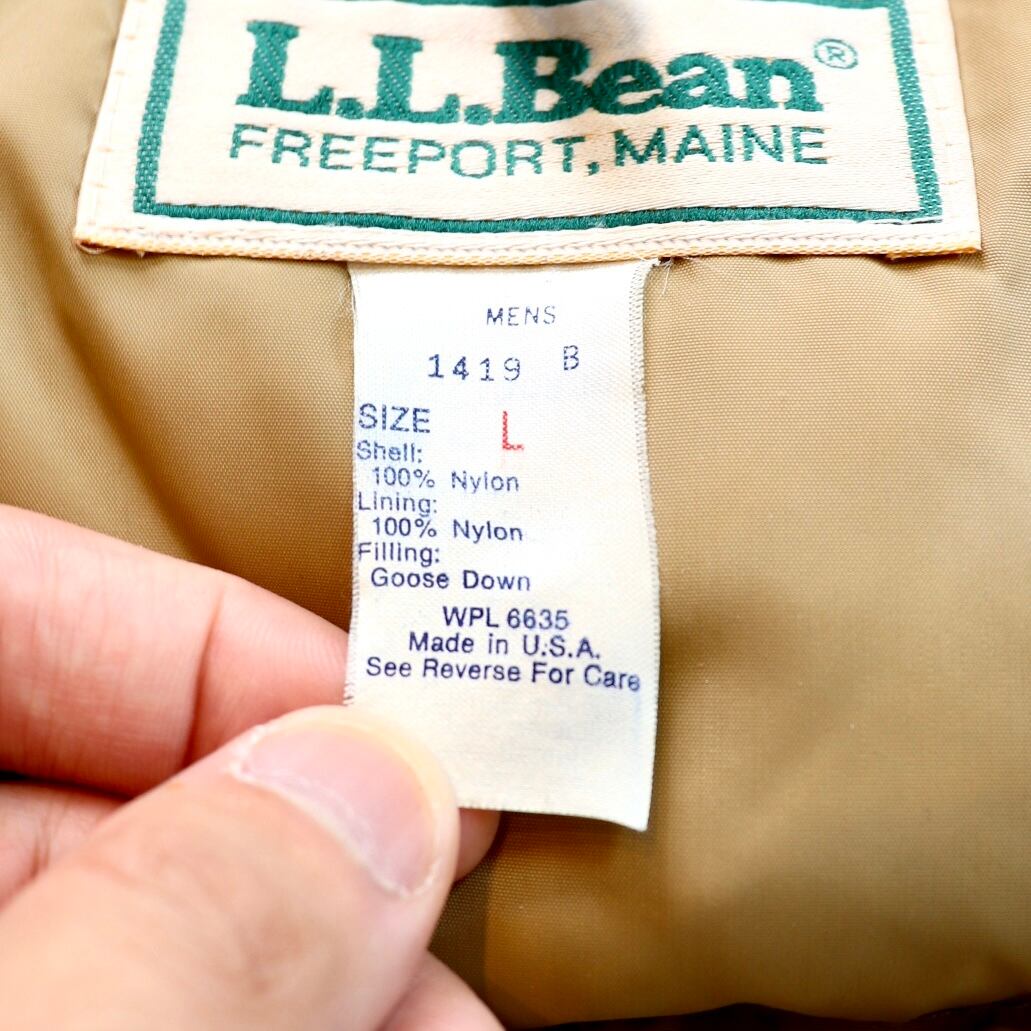 L.L.Bean®
FREEPORT, MAINE
MENS
1419 B
SIZE L
Shell:
100% Nylon
Lining:
100% Nylon
Filling:
Goose Down
WPL 6635
Made in U.S.A.
See Reverse For Care